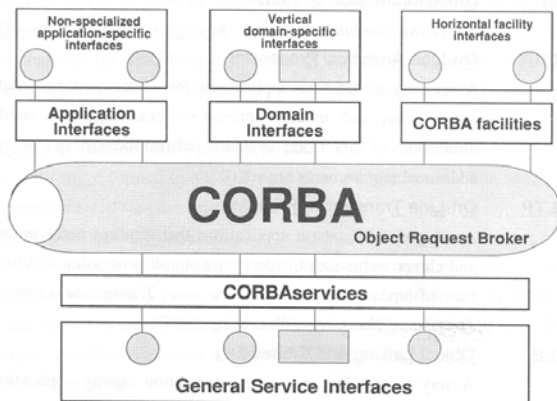 Non-specialized
application-specific
interfaces
Vertical
domain-specific
interfaces
Horizontal facility
interfaces
Application
Interfaces
Domain
Interfaces
CORBA facilities
CORBA
Object Request Broker
CORBAservices
General Service Interfaces